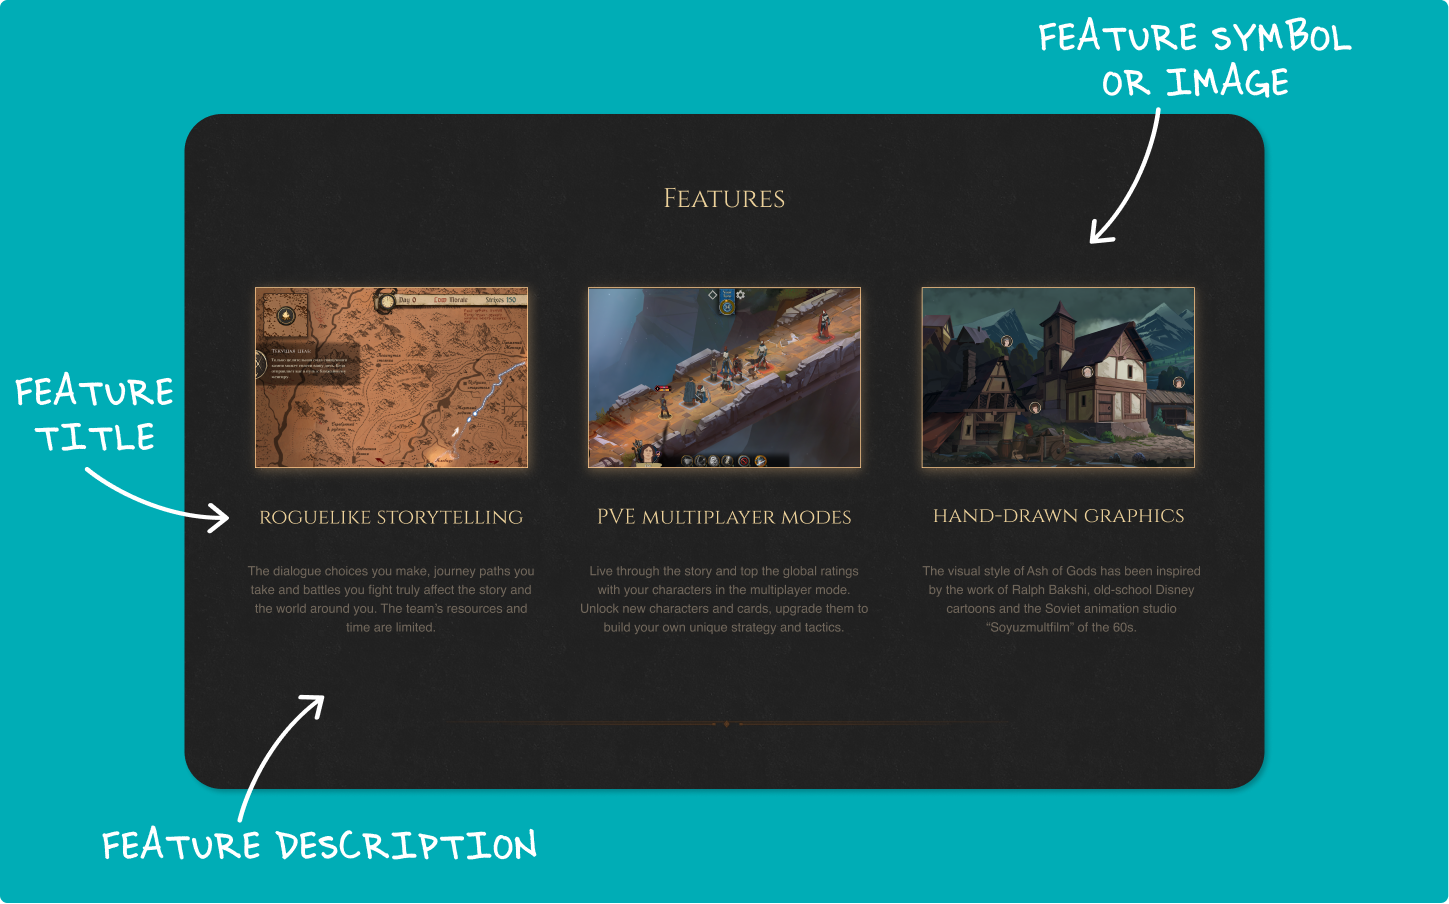 FEATURE SYMBOL
OR IMAGE
FEATURES
Day 0 Low Morale Strixes 150
Текущая цель:
FEATURE
TITLE
ROGUELIKE STORYTELLING
PVE MULTIPLAYER MODES
HAND-DRAWN GRAPHICS
The dialogue choices you make, journey paths you
take and battles you fight truly affect the story and
the world around you. The team’s resources and
time are limited.
Live through the story and top the global ratings
with your characters in the multiplayer mode.
Unlock new characters and cards, upgrade them to
build your own unique strategy and tactics.
The visual style of Ash of Gods has been inspired
by the work of Ralph Bakshi, old-school Disney
cartoons and the Soviet animation studio
“Soyuzmultfilm” of the 60s.
FEATURE DESCRIPTION